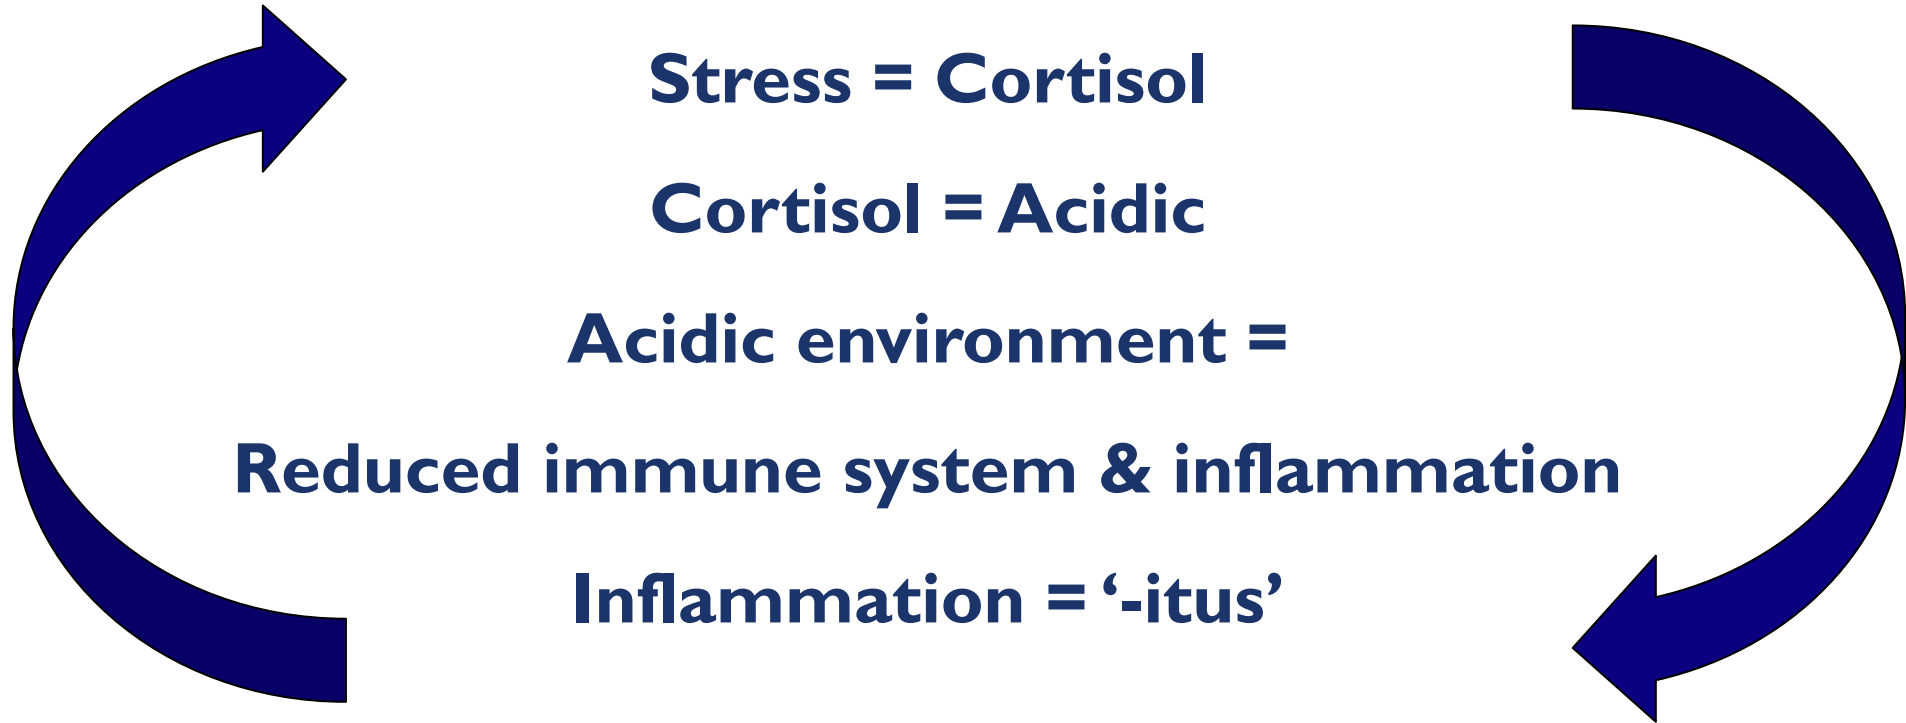 Stress = Cortisol
Cortisol = Acidic
Acidic environment =
Reduced immune system & inflammation
Inflammation = ‘-itus’